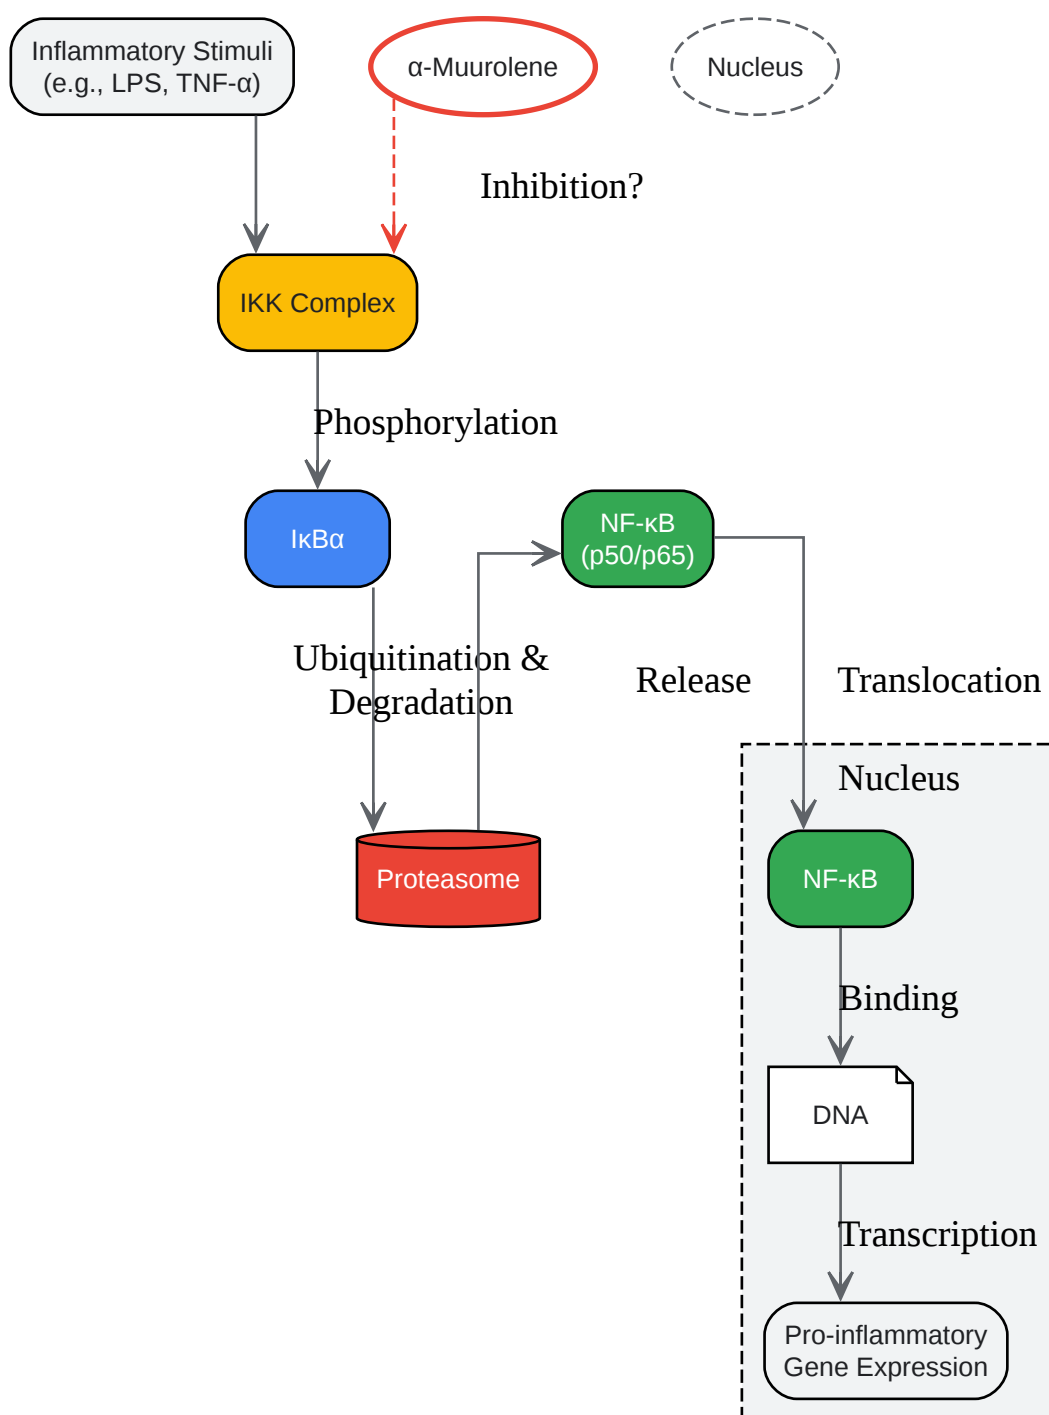 Inflammatory Stimuli
(e.g., LPS, TNF-α)
α-Muurolene
Nucleus
Inhibition?
IKK Complex
Phosphorylation
IκBα
NF-κB
(p50/p65)
Ubiquitination &
Degradation
Release
Translocation
Nucleus
Proteasome
NF-κB
Binding
DNA
Transcription
Pro-inflammatory
Gene Expression